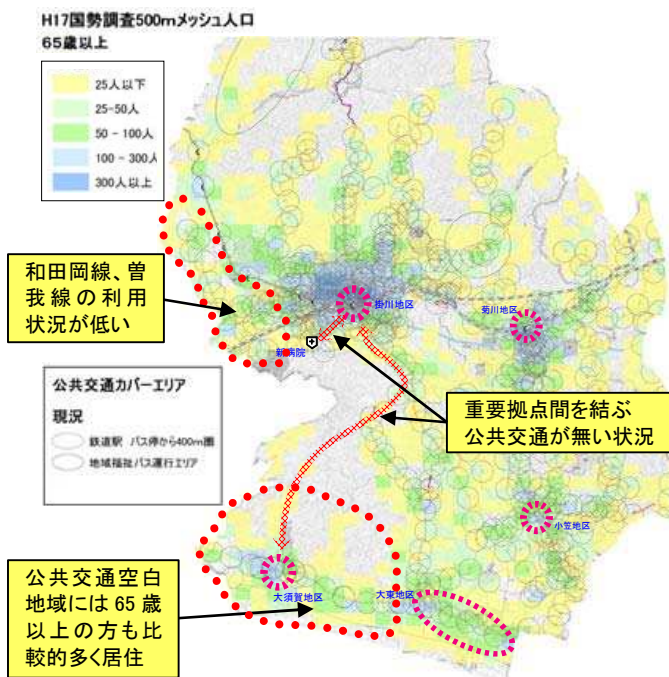 H17国勢調査500mメッシュ人口
65歳以上
25人以下
25-50人
50 - 100人
100 - 300人
300人以上
和田岡線、曽
我線の利用
状況が低い
掛川地区
菊川地区
新病院
公共交通カバーエリア
現況
鉄道駅 バス停から400m圏
地域福祉バス運行エリア
重要拠点間を結ぶ
公共交通が無い状況
小笠地区
公共交通空白
地域には 65 歳
以上の方も比
較的多く居住
大須賀地区
大東地区